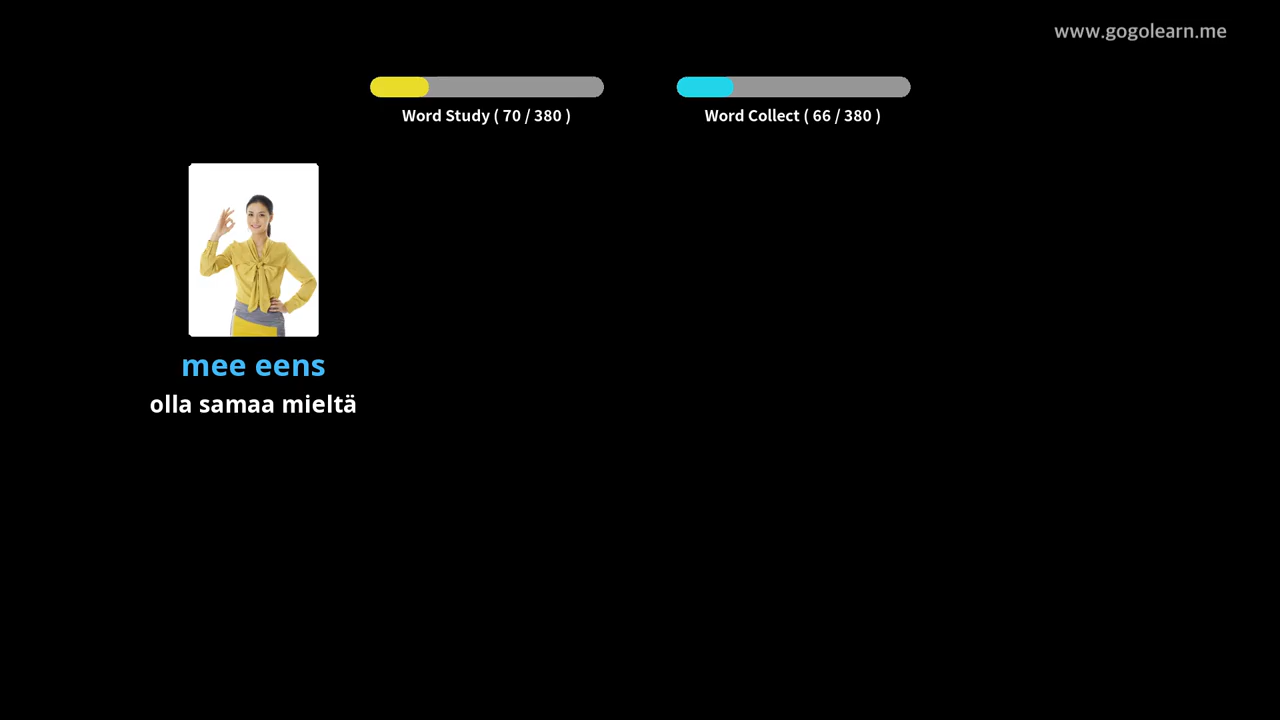 www.gogolearn.me
Word Study ( 70 / 380 )
Word Collect ( 66 / 380 )
mee eens
olla samaa mieltä